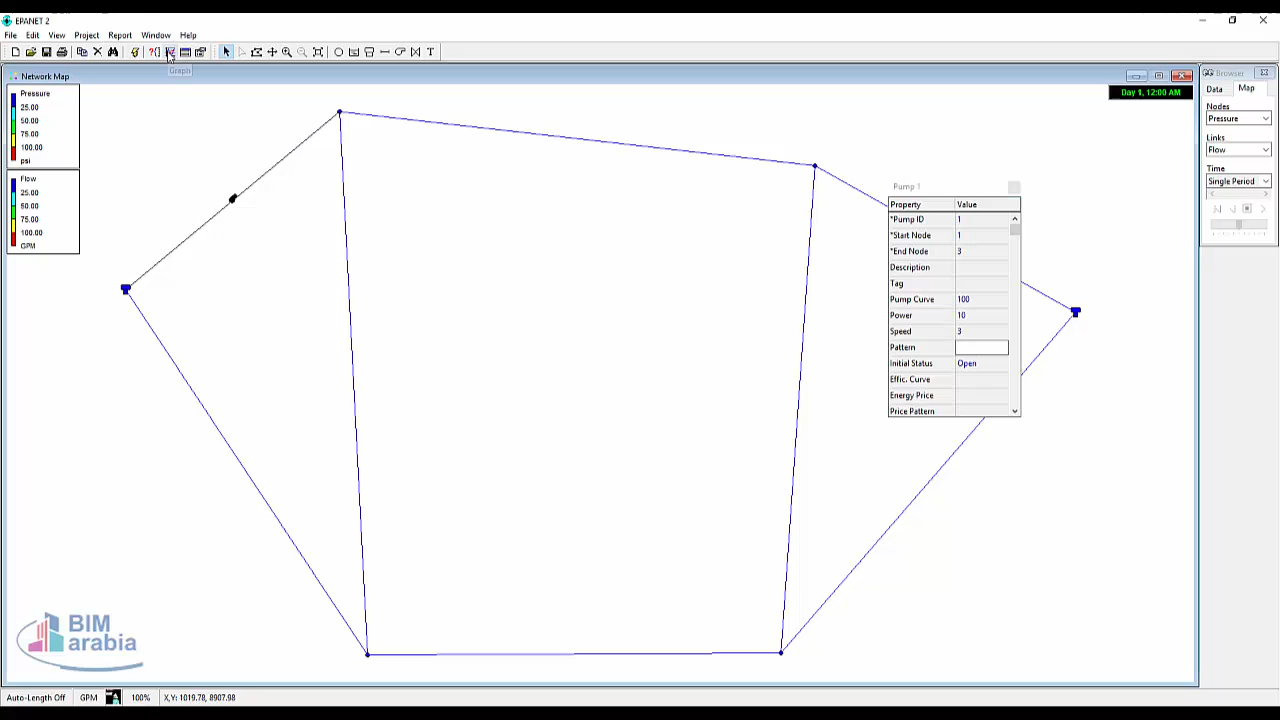 EPANET 2
File Edit View Project Report Window Help
Graph
Network Map
Day 1, 12:00 AM
Pressure
25.00
50.00
75.00
100.00
psi
Flow
25.00
50.00
75.00
100.00
GPM
Pump 1
Property Value
*Pump ID 1
*Start Node 1
*End Node 3
Description
Tag
Pump Curve 100
Power 10
Speed 3
Pattern
Initial Status Open
Effic. Curve
Energy Price
Price Pattern
Browser
Data Map
Nodes
Pressure
Links
Flow
Time
Single Period
BIM
arabia
Auto-Length Off GPM 100% X,Y: 1019.78, 8907.98